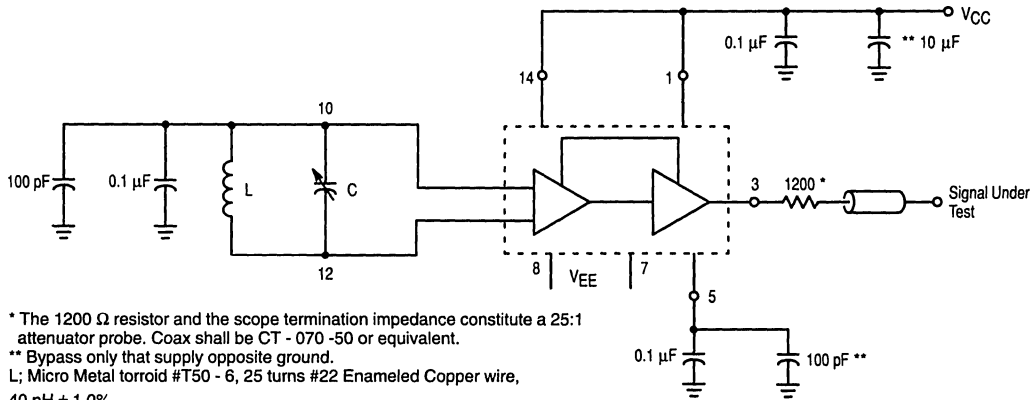 VCC
0.1 µF
** 10 µF
14
1
10
100 pF
0.1 µF
L
C
3
1200 *
Signal Under
Test
12
8
VEE
7
5
* The 1200 Ω resistor and the scope termination impedance constitute a 25:1
attenuator probe. Coax shall be CT - 070 -50 or equivalent.
** Bypass only that supply opposite ground.
L; Micro Metal torroid #T50 - 6, 25 turns #22 Enameled Copper wire,
0.1 µF
100 pF **